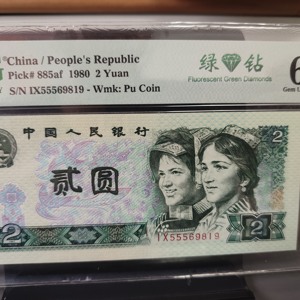 China / People's Republic
Pick# 885af 1980 2 Yuan
S/N IX55569819 - Wmk: Pu Coin
绿 钻
Fluorescent Green Diamonds
6
Gem U
中国人民银行
贰圆
2
2
IX55569819